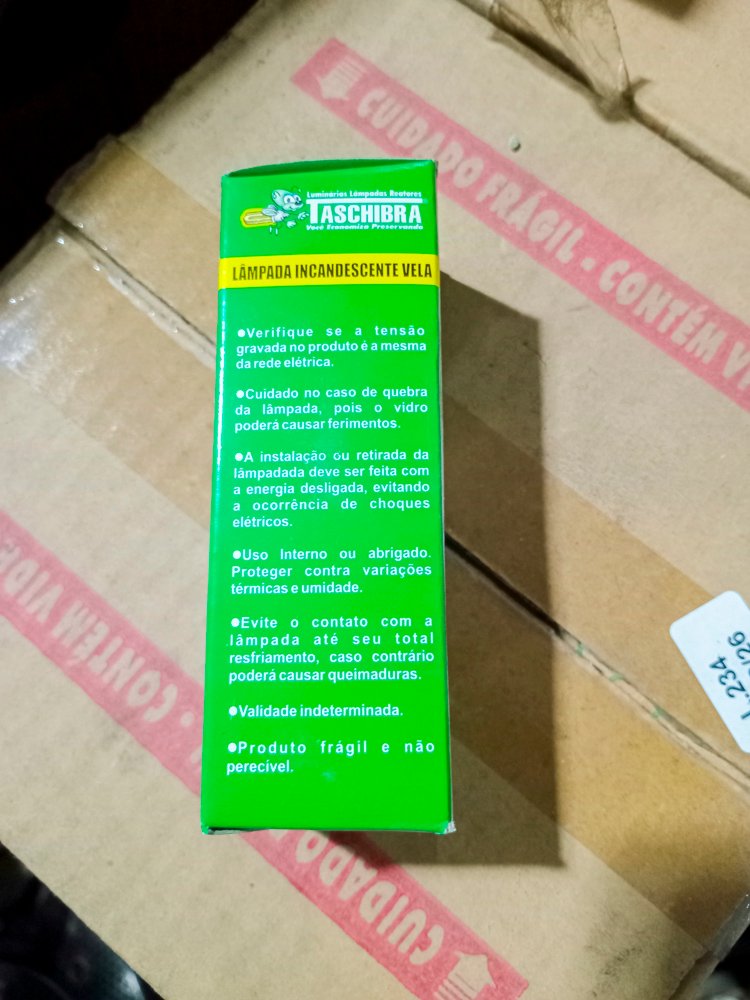 Luminárias Lâmpadas Reatores
TASCHIBRA
Você Economiza Preservando
LÂMPADA INCANDESCENTE VELA
●Verifique se a tensão
gravada no produto é a mesma
da rede elétrica.
●Cuidado no caso de quebra
da lâmpada, pois o vidro
poderá causar ferimentos.
●A instalação ou retirada da
lâmpadada deve ser feita com
a energia desligada, evitando
a ocorrência de choques
elétricos.
●Uso Interno ou abrigado.
Proteger contra variações
térmicas e umidade.
●Evite o contato com a
lâmpada até seu total
resfriamento, caso contrário
poderá causar queimaduras.
●Validade indeterminada.
●Produto frágil e não
perecível.
CUIDADO FRÁGIL - CONTÉM
CONTÉM
CUIDADO
234
/26